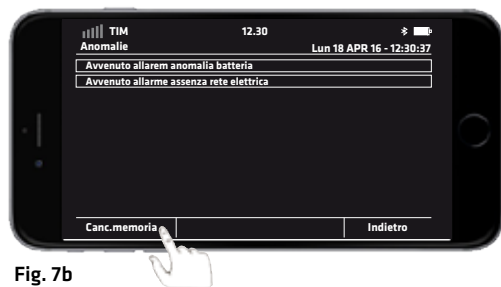 TIM 12.30
Anomalie Lun 18 APR 16 - 12:30:37
Avvenuto allarem anomalia batteria
Avvenuto allarme assenza rete elettrica
Canc.memoria Indietro
Fig. 7b